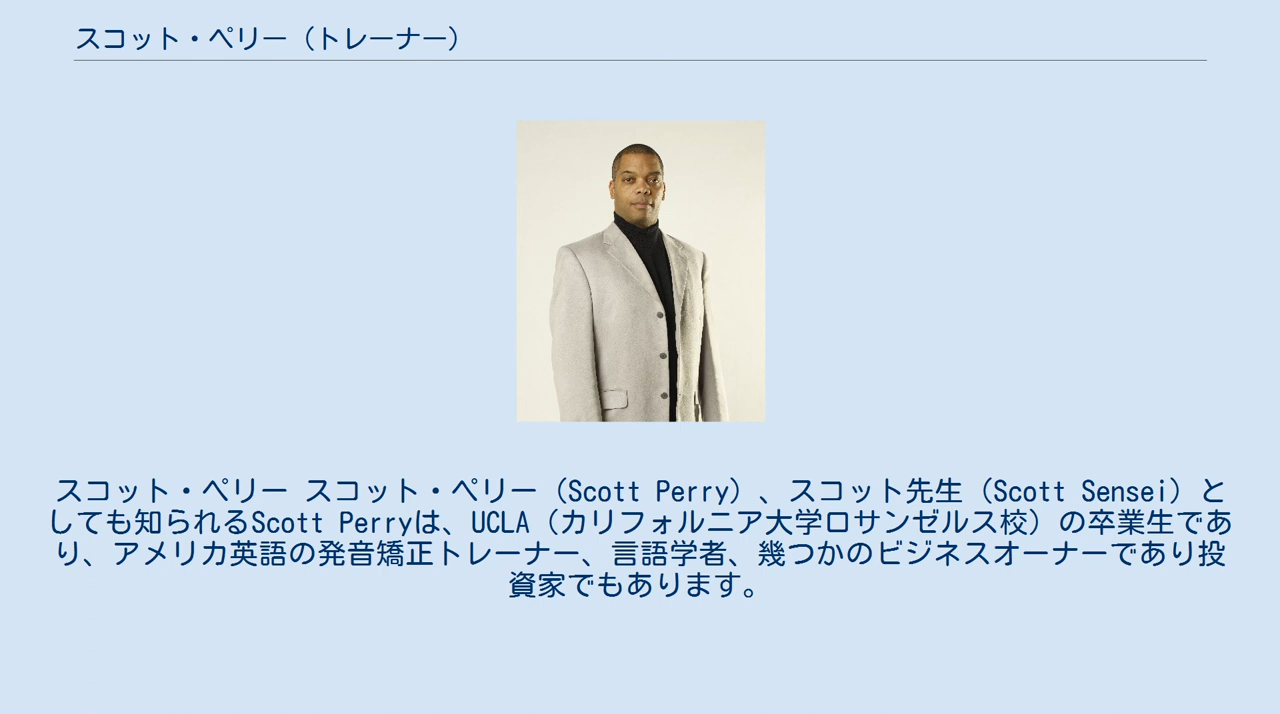 スコット・ペリー（トレーナー）
スコット・ペリー スコット・ペリー（Scott Perry）、スコット先生（Scott Sensei）と
しても知られるScott Perryは、UCLA（カリフォルニア大学ロサンゼルス校）の卒業生であ
り、アメリカ英語の発音矯正トレーナー、言語学者、幾つかのビジネスオーナーであり投
資家でもあります。